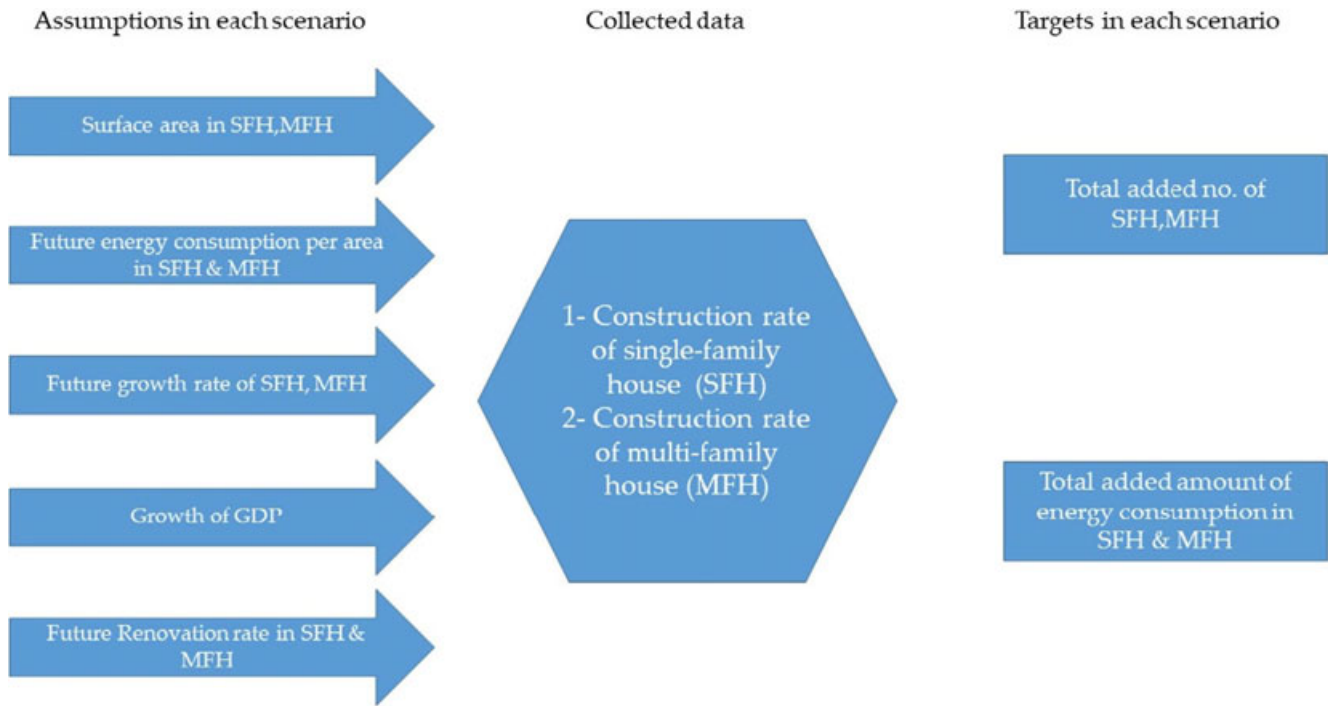 Assumptions in each scenario
Collected data
Targets in each scenario
Surface area in SFH,MFH
Future energy consumption per area
in SFH & MFH
Future growth rate of SFH, MFH
Growth of GDP
Future Renovation rate in SFH &
MFH
1- Construction rate
of single-family
house (SFH)
2- Construction rate
of multi-family
house (MFH)
Total added no. of
SFH,MFH
Total added amount of
energy consumption in
SFH & MFH